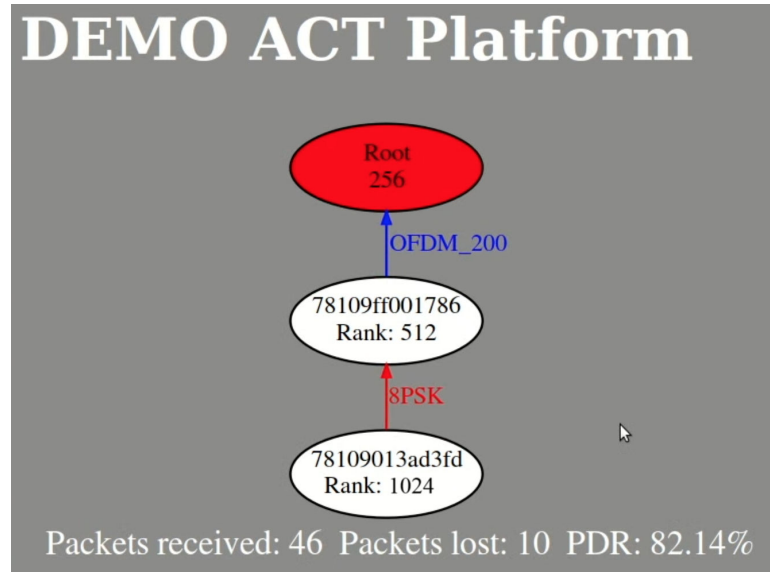 DEMO ACT Platform
Root
256
OFDM_200
78109ff001786
Rank: 512
8PSK
78109013ad3fd
Rank: 1024
Packets received: 46 Packets lost: 10 PDR: 82.14%